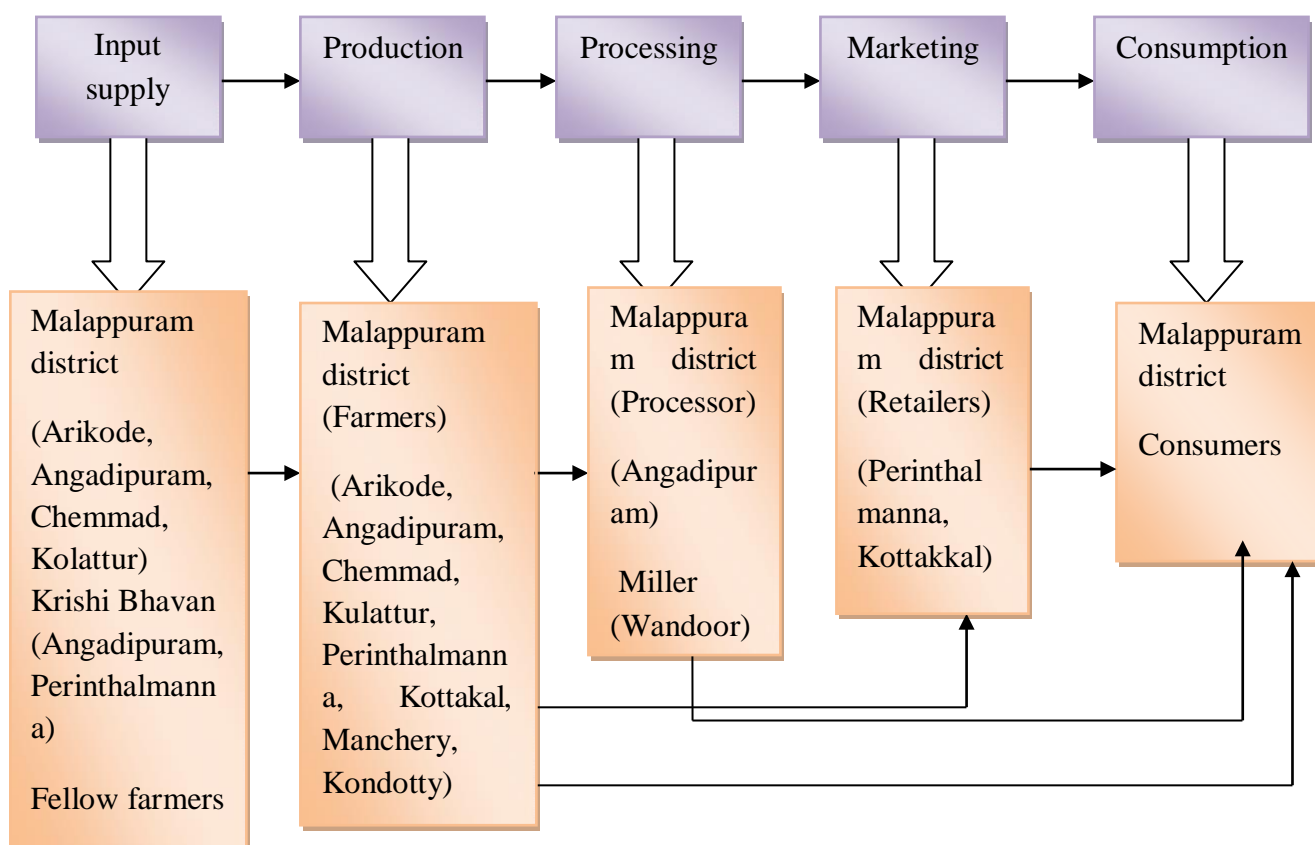 Input
supply
Production
Processing
Marketing
Consumption
Malappuram
district
(Arikode,
Angadipuram,
Chemmad,
Kolattur)
Krishi Bhavan
(Angadipuram,
Perinthalmann
a)
Fellow farmers
Malappuram
district
(Farmers)
(Arikode,
Angadipuram,
Chemmad,
Kulattur,
Perinthalmann
a, Kottakal,
Manchery,
Kondotty)
Malappura
m district
(Processor)
(Angadipur
am)
Miller
(Wandoor)
Malappura
m district
(Retailers)
(Perinthal
manna,
Kottakkal)
Malappuram
district
Consumers